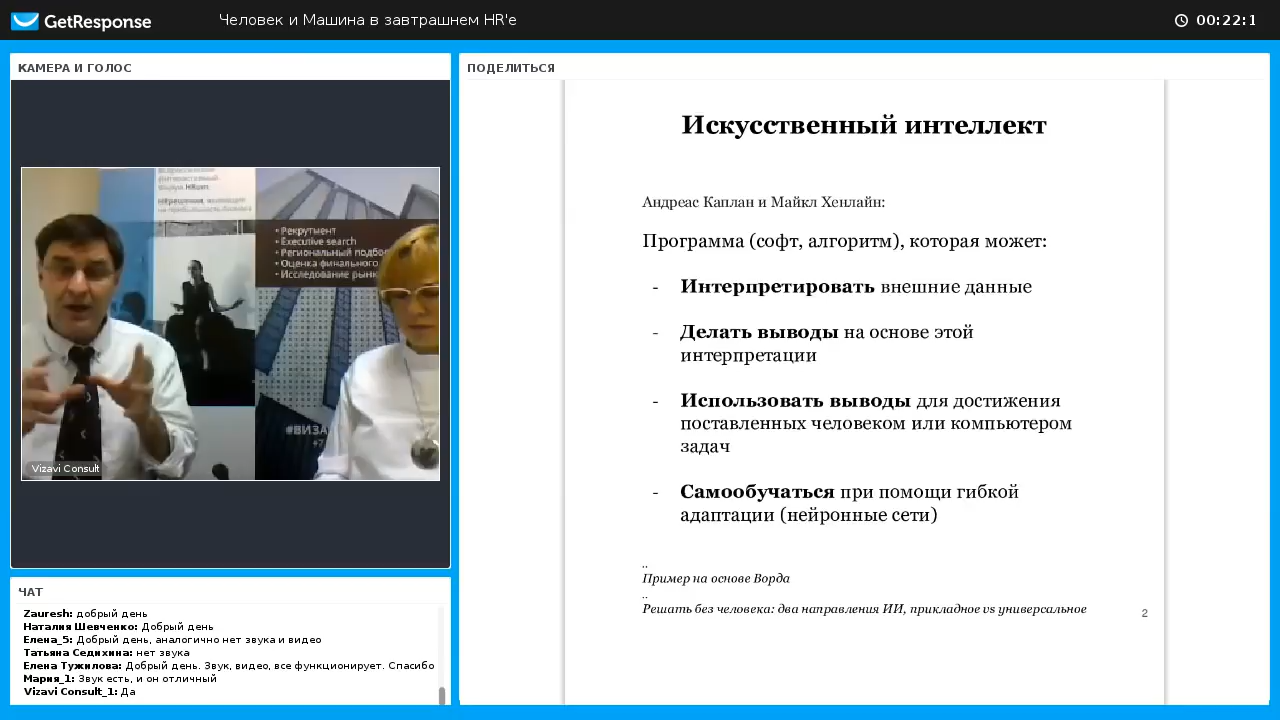 GetResponse
Человек и Машина в завтрашнем HR'е
00:22:1
КАМЕРА И ГОЛОС
• Рекрутмент
• Executive search
• Региональный подбо
• Оценка финального
• Исследование рынк
#ВИЗА
#7
Vizavi Consult
ЧАТ
Zauresh: добрый день
Наталия Шевченко: Добрый день
Елена_5: Добрый день, аналогично нет звука и видео
Татьяна Седихина: нет звука
Елена Тужилова: Добрый день. Звук, видео, все функционирует. Спасибо
Мария_1: Звук есть, и он отличный
Vizavi Consult_1: Да
ПОДЕЛИТЬСЯ
Искусственный интеллект
Андреас Каплан и Майкл Хенлайн:
Программа (софт, алгоритм), которая может:
- Интерпретировать внешние данные
- Делать выводы на основе этой
интерпретации
- Использовать выводы для достижения
поставленных человеком или компьютером
задач
- Самообучаться при помощи гибкой
адаптации (нейронные сети)
..
Пример на основе Ворда
..
Решать без человека: два направления ИИ, прикладное vs универсальное
2